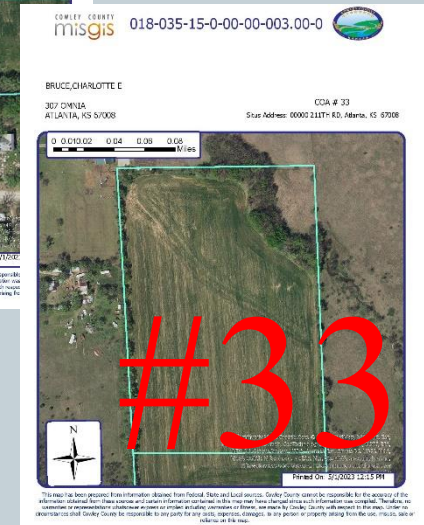 COWLEY COUNTY
misgis
018-035-15-0-00-00-003.00-0
BRUCE,CHARLOTTE E
307 OMNIA
ATLANTA, KS 67008
COA # 33
Situs Address: 00000 211TH RD, Atlanta, KS 67008
0 0.01 0.02 0.04 0.06 0.08
Miles
#33
N
Printed On: 5/1/2023 12:15 PM
This map has been prepared from information obtained from Federal, State and Local sources. Cowley County cannot be responsible for the accuracy of the
information obtained from these sources and certain information contained in this map may have changed since such information was compiled. Therefore, no
warranties or representations whatsoever express or implied including warranties or fitness, are made by Cowley County with respect to this map. Under no
circumstances shall Cowley County be responsible to any party for any costs, expenses, damages, to any person or property arising from the use, misuse, sale or
reliance on this map.